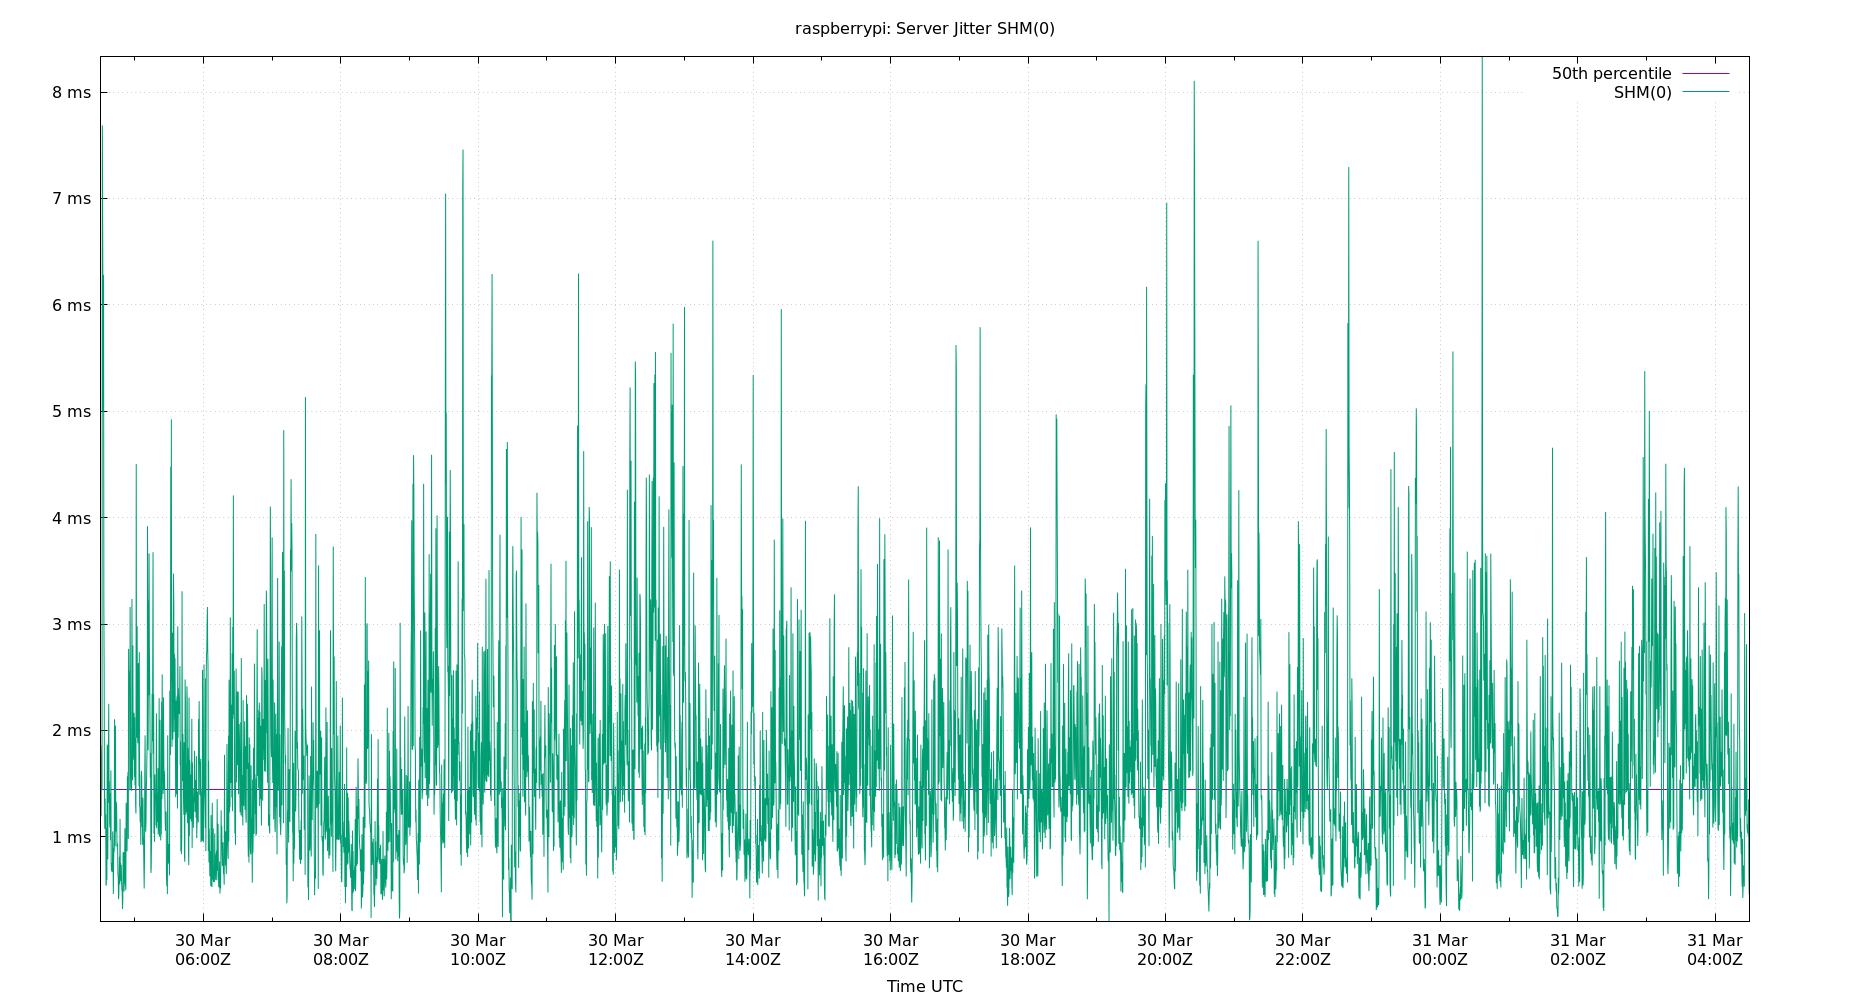 raspberrypi: Server Jitter SHM(0)
50th percentile
SHM(0)
8 ms
7 ms
6 ms
5 ms
4 ms
3 ms
2 ms
1 ms
30 Mar 30 Mar 30 Mar 30 Mar 30 Mar 30 Mar 30 Mar 30 Mar 30 Mar 31 Mar 31 Mar 31 Mar
06:00Z 08:00Z 10:00Z 12:00Z 14:00Z 16:00Z 18:00Z 20:00Z 22:00Z 00:00Z 02:00Z 04:00Z
Time UTC